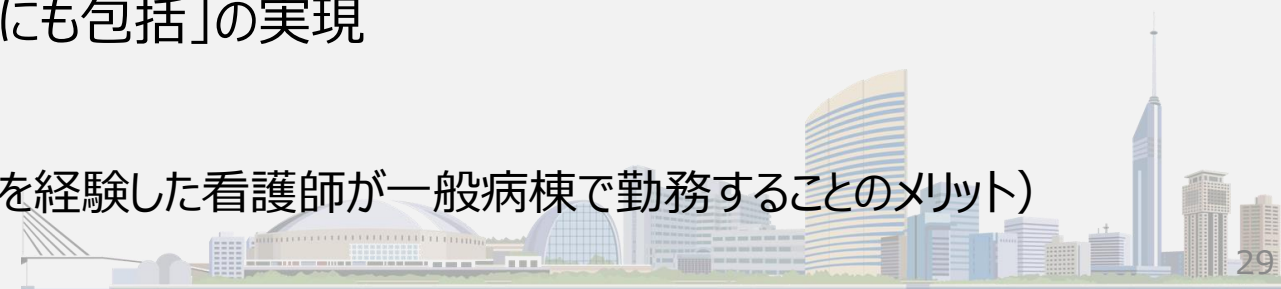 にも包括」の実現
を経験した看護師が一般病棟で勤務することのメリット）
29